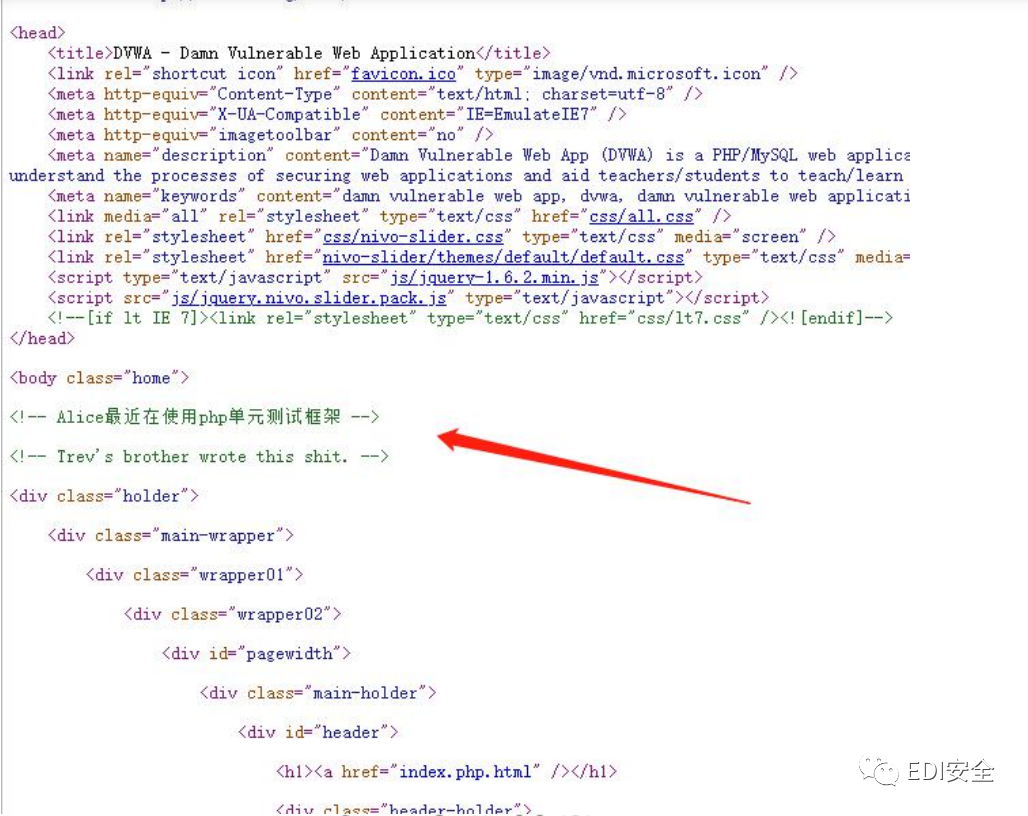 <head>
<title>DVWA - Damn Vulnerable Web Application</title>
<link rel="shortcut icon" href="favicon.ico" type="image/vnd.microsoft.icon" />
<meta http-equiv="Content-Type" content="text/html; charset=utf-8" />
<meta http-equiv="X-UA-Compatible" content="IE=EmulateIE7" />
<meta http-equiv="imagetoolbar" content="no" />
<meta name="description" content="Damn Vulnerable Web App (DVWA) is a PHP/MySQL web applica
understand the processes of securing web applications and aid teachers/students to teach/learn
<meta name="keywords" content="damn vulnerable web app, dvwa, damn vulnerable web applicati
<link media="all" rel="stylesheet" type="text/css" href="css/all.css" />
<link rel="stylesheet" href="css/nivo-slider.css" type="text/css" media="screen" />
<link rel="stylesheet" href="nivo-slider/themes/default/default.css" type="text/css" media=
<script type="text/javascript" src="js/jquery-1.6.2.min.js"></script>
<script src="js/jquery.nivo.slider.pack.js" type="text/javascript"></script>
<!--[if lt IE 7]><link rel="stylesheet" type="text/css" href="css/lt7.css" /><![endif]-->
</head>
<body class="home">
<!-- Alice最近在使用php单元测试框架 -->
<!-- Trev's brother wrote this shit. -->
<div class="holder">
<div class="main-wrapper">
<div class="wrapper01">
<div class="wrapper02">
<div id="pagewidth">
<div class="main-holder">
<div id="header">
<h1><a href="index.php.html" /></h1>
<div class="header-holder">
EDI安全